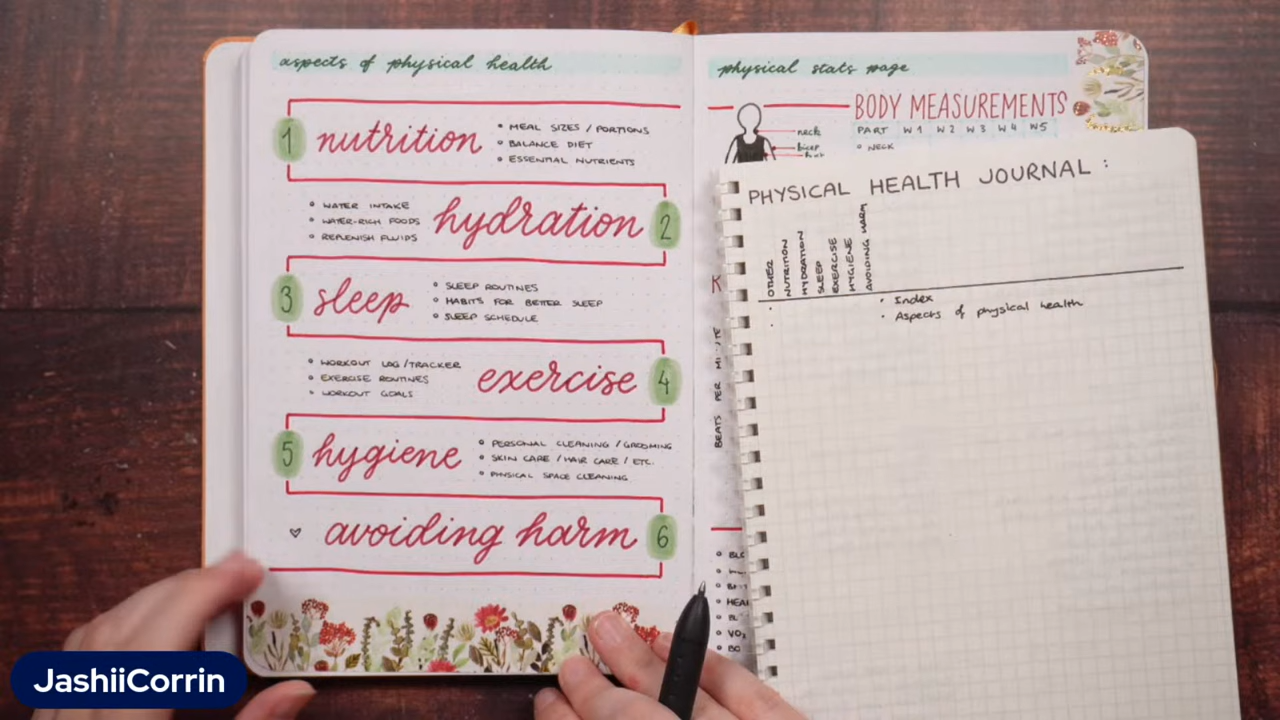 aspects of physical health
1 nutrition
• MEAL SIZES / PORTIONS
• BALANCE DIET
• ESSENTIAL NUTRIENTS
• WATER INTAKE
• WATER-RICH FOODS
• REPLENISH FLUIDS
hydration 2
3 sleep
• SLEEP ROUTINES
• HABITS FOR BETTER SLEEP
• SLEEP SCHEDULE
• WORKOUT LOG / TRACKER
• EXERCISE ROUTINES
• WORKOUT GOALS
exercise 4
5 hygiene
• PERSONAL CLEANING / GROOMING
• SKIN CARE / HAIR CARE / ETC.
• PHYSICAL SPACE CLEANING
♡ avoiding harm 6
physical stats page
BODY MEASUREMENTS
neck
bicep
PART W1 W2 W3 W4 W5
• NECK
BEATS PER
PHYSICAL HEALTH JOURNAL :
OTHER
NUTRITION
HYDRATION
SLEEP
EXERCISE
HYGIENE
AVOIDING HARM
• Index
• Aspects of physical health
JashiiCorrin